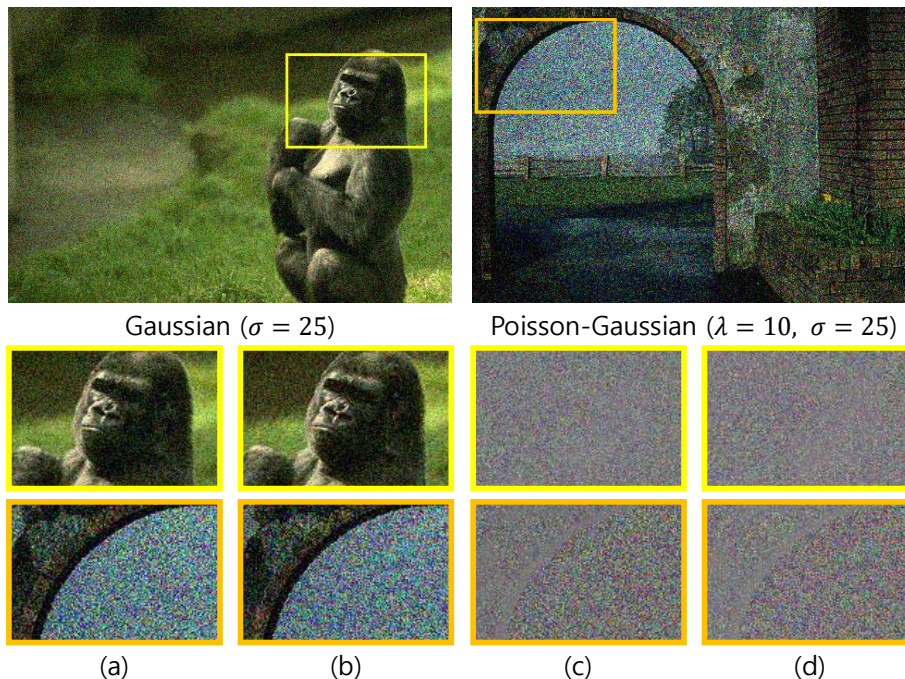 Gaussian (σ = 25)
Poisson-Gaussian (λ = 10, σ = 25)
(a)
(b)
(c)
(d)